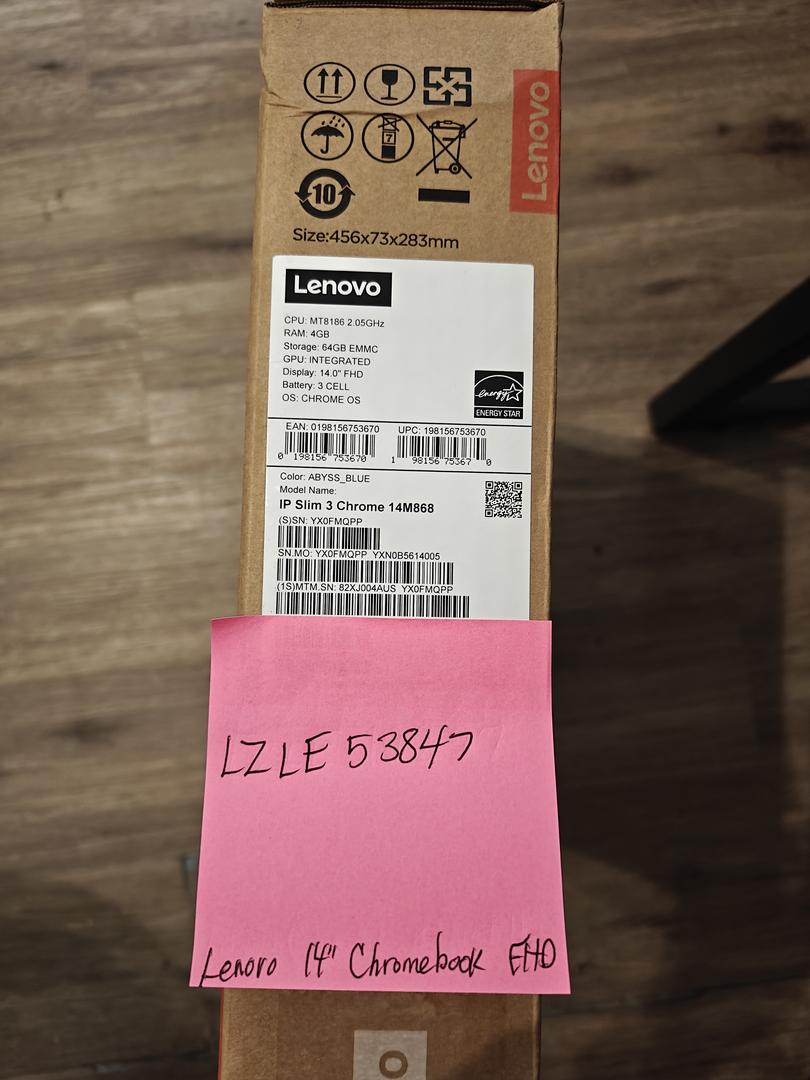 Lenovo
7
10
Size:456x73x283mm
Lenovo
CPU: MT8186 2.05GHz
RAM: 4GB
Storage: 64GB EMMC
GPU: INTEGRATED
Display: 14.0" FHD
Battery: 3 CELL
OS: CHROME OS
energy
ENERGY STAR
EAN: 0198156753670 UPC: 198156753670
0 198156 753670 1 98156 75367 0
Color: ABYSS_BLUE
Model Name:
IP Slim 3 Chrome 14M868
(S)SN: YX0FMQPP
SN.MO: YX0FMQPP YXN0B5614005
(1S)MTM.SN: 82XJ004AUS YX0FMQPP
LZLE53847
Lenovo 14" Chromebook FHD
o